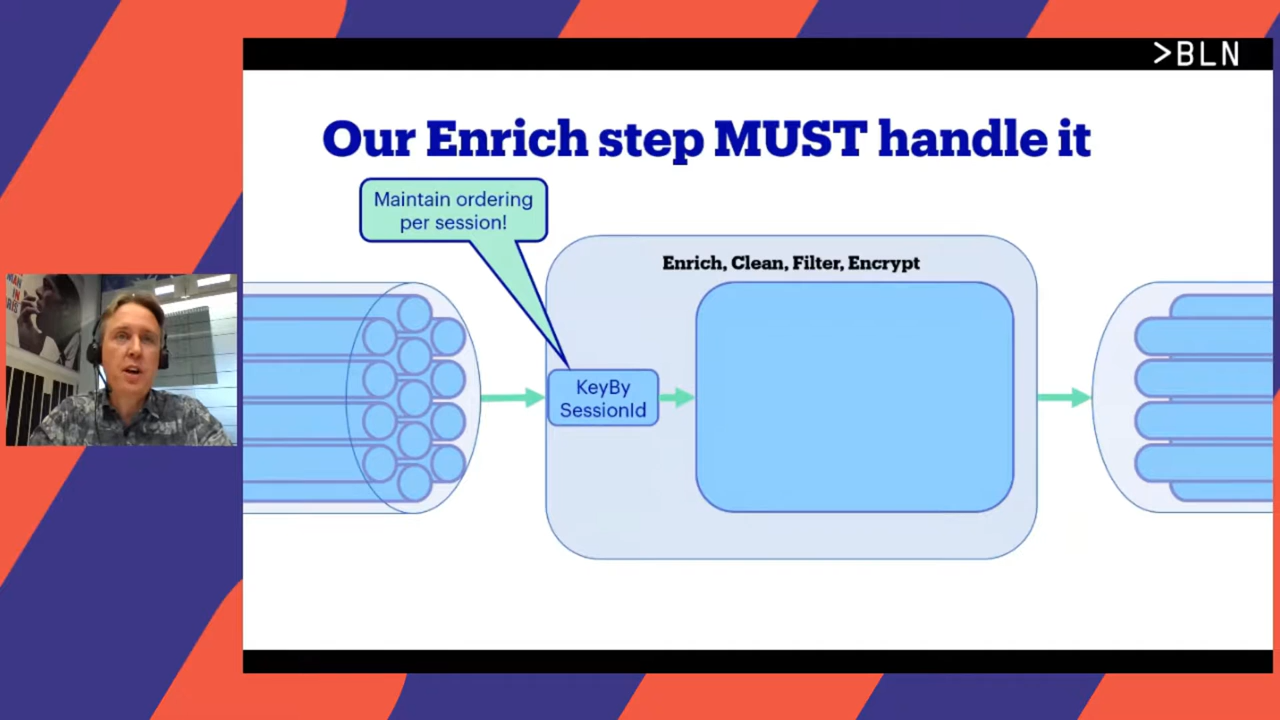 >BLN
Our Enrich step MUST handle it
Maintain ordering
per session!
Enrich, Clean, Filter, Encrypt
KeyBy
SessionId